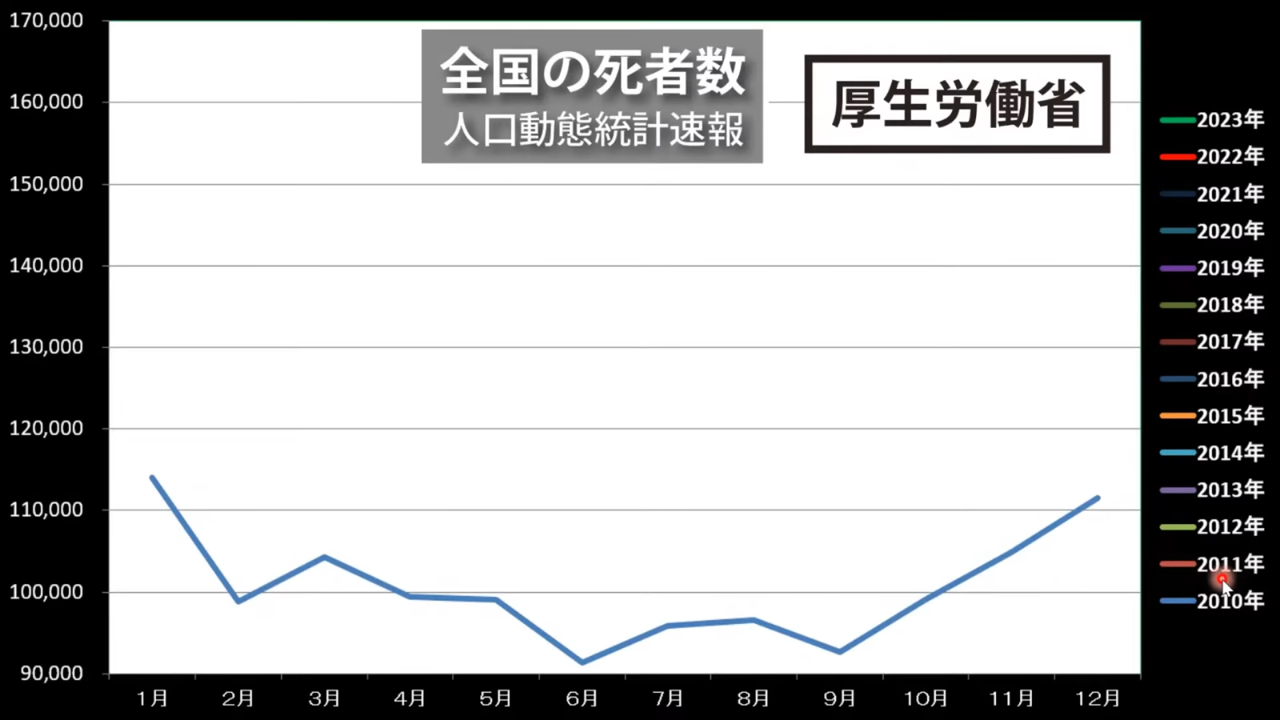 全国の死者数
人口動態統計速報
厚生労働省
170,000
160,000
150,000
140,000
130,000
120,000
110,000
100,000
90,000
1月 2月 3月 4月 5月 6月 7月 8月 9月 10月 11月 12月
2023年
2022年
2021年
2020年
2019年
2018年
2017年
2016年
2015年
2014年
2013年
2012年
2011年
2010年